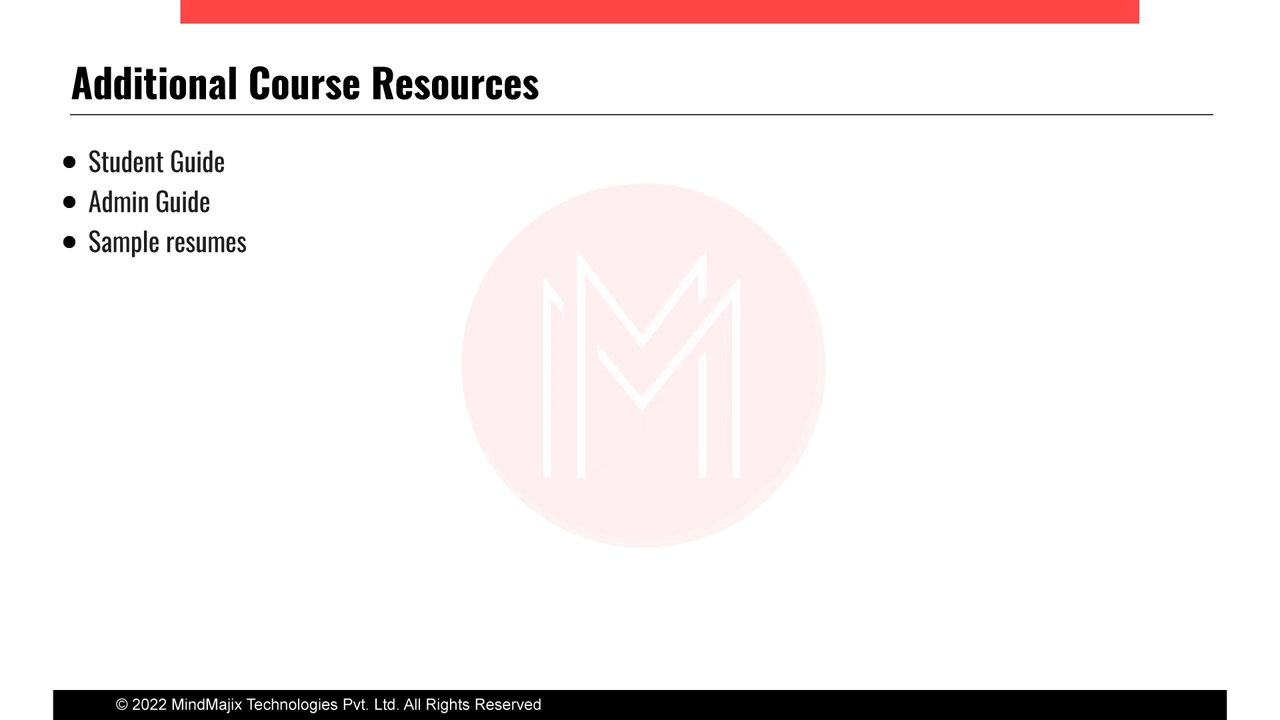 Additional Course Resources
● Student Guide
● Admin Guide
● Sample resumes
© 2022 MindMajix Technologies Pvt. Ltd. All Rights Reserved